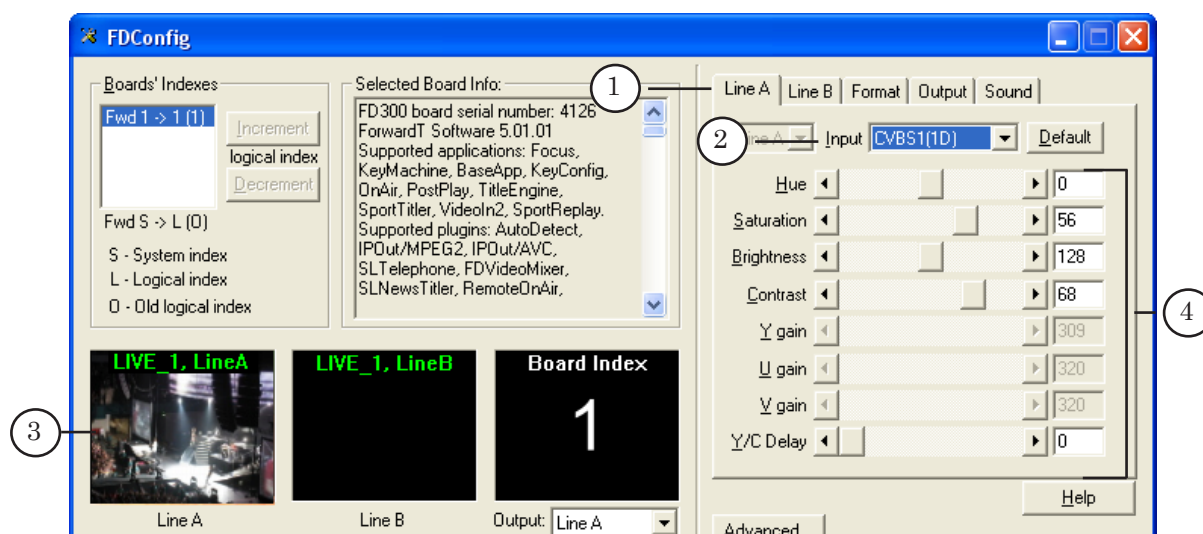 FDConfig
Boards' Indexes
Fwd 1 -> 1 (1)
Increment
logical index
Decrement
Fwd S -> L (O)
S - System index
L - Logical index
O - Old logical index
Selected Board Info:
FD300 board serial number: 4126
ForwardT Software 5.01.01
Supported applications: Focus,
KeyMachine, BaseApp, KeyConfig,
OnAir, PostPlay, TitleEngine,
SportTitler, VideoIn2, SportReplay.
Supported plugins: AutoDetect,
IPOut/MPEG2, IPOut/AVC,
SLTelephone, FDVideoMixer,
SLNewsTitler, RemoteOnAir,
1
Line A Line B Format Output Sound
2
Input CVBS1(1D) Default
Hue 0
Saturation 56
Brightness 128
Contrast 68
Y gain 309
U gain 320
V gain 320
Y/C Delay 0
4
Help
Advanced
3
LIVE_1, LineA
LIVE_1, LineB
Board Index
1
Line A
Line B
Output: Line A